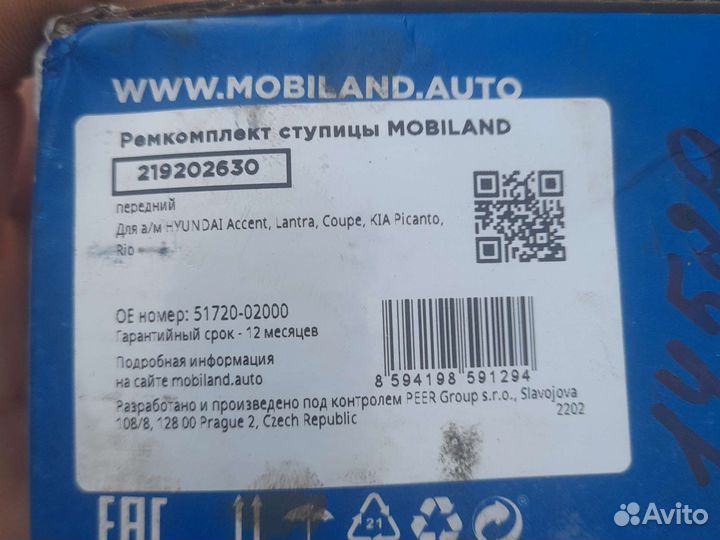 WWW.MOBILAND.AUTO
Ремкомплект ступицы MOBILAND
219202630
передний
Для а/м HYUNDAI Accent, Lantra, Coupe, KIA Picanto,
Rio
OE номер: 51720-02000
Гарантийный срок - 12 месяцев
Подробная информация
на сайте mobiland.auto
8 594198 591294
Разработано и произведено под контролем PEER Group s.r.o., Slavojova
108/8, 128 00 Prague 2, Czech Republic
2202
EAC
21
Avito